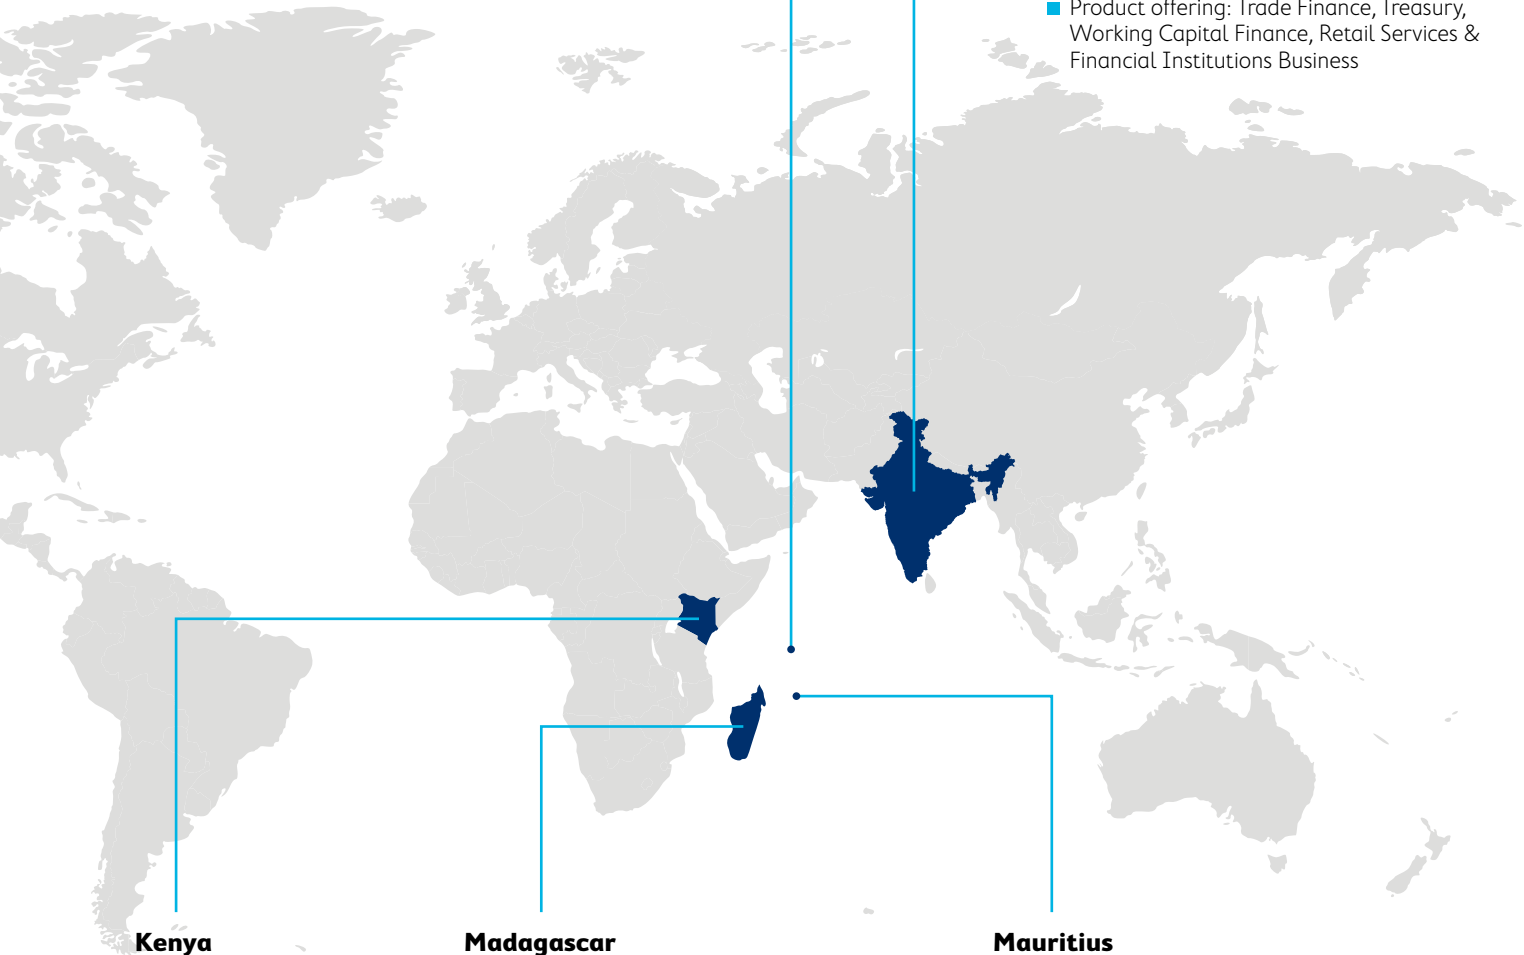 Product offering: Trade Finance, Treasury,
Working Capital Finance, Retail Services &
Financial Institutions Business
Kenya
Madagascar
Mauritius